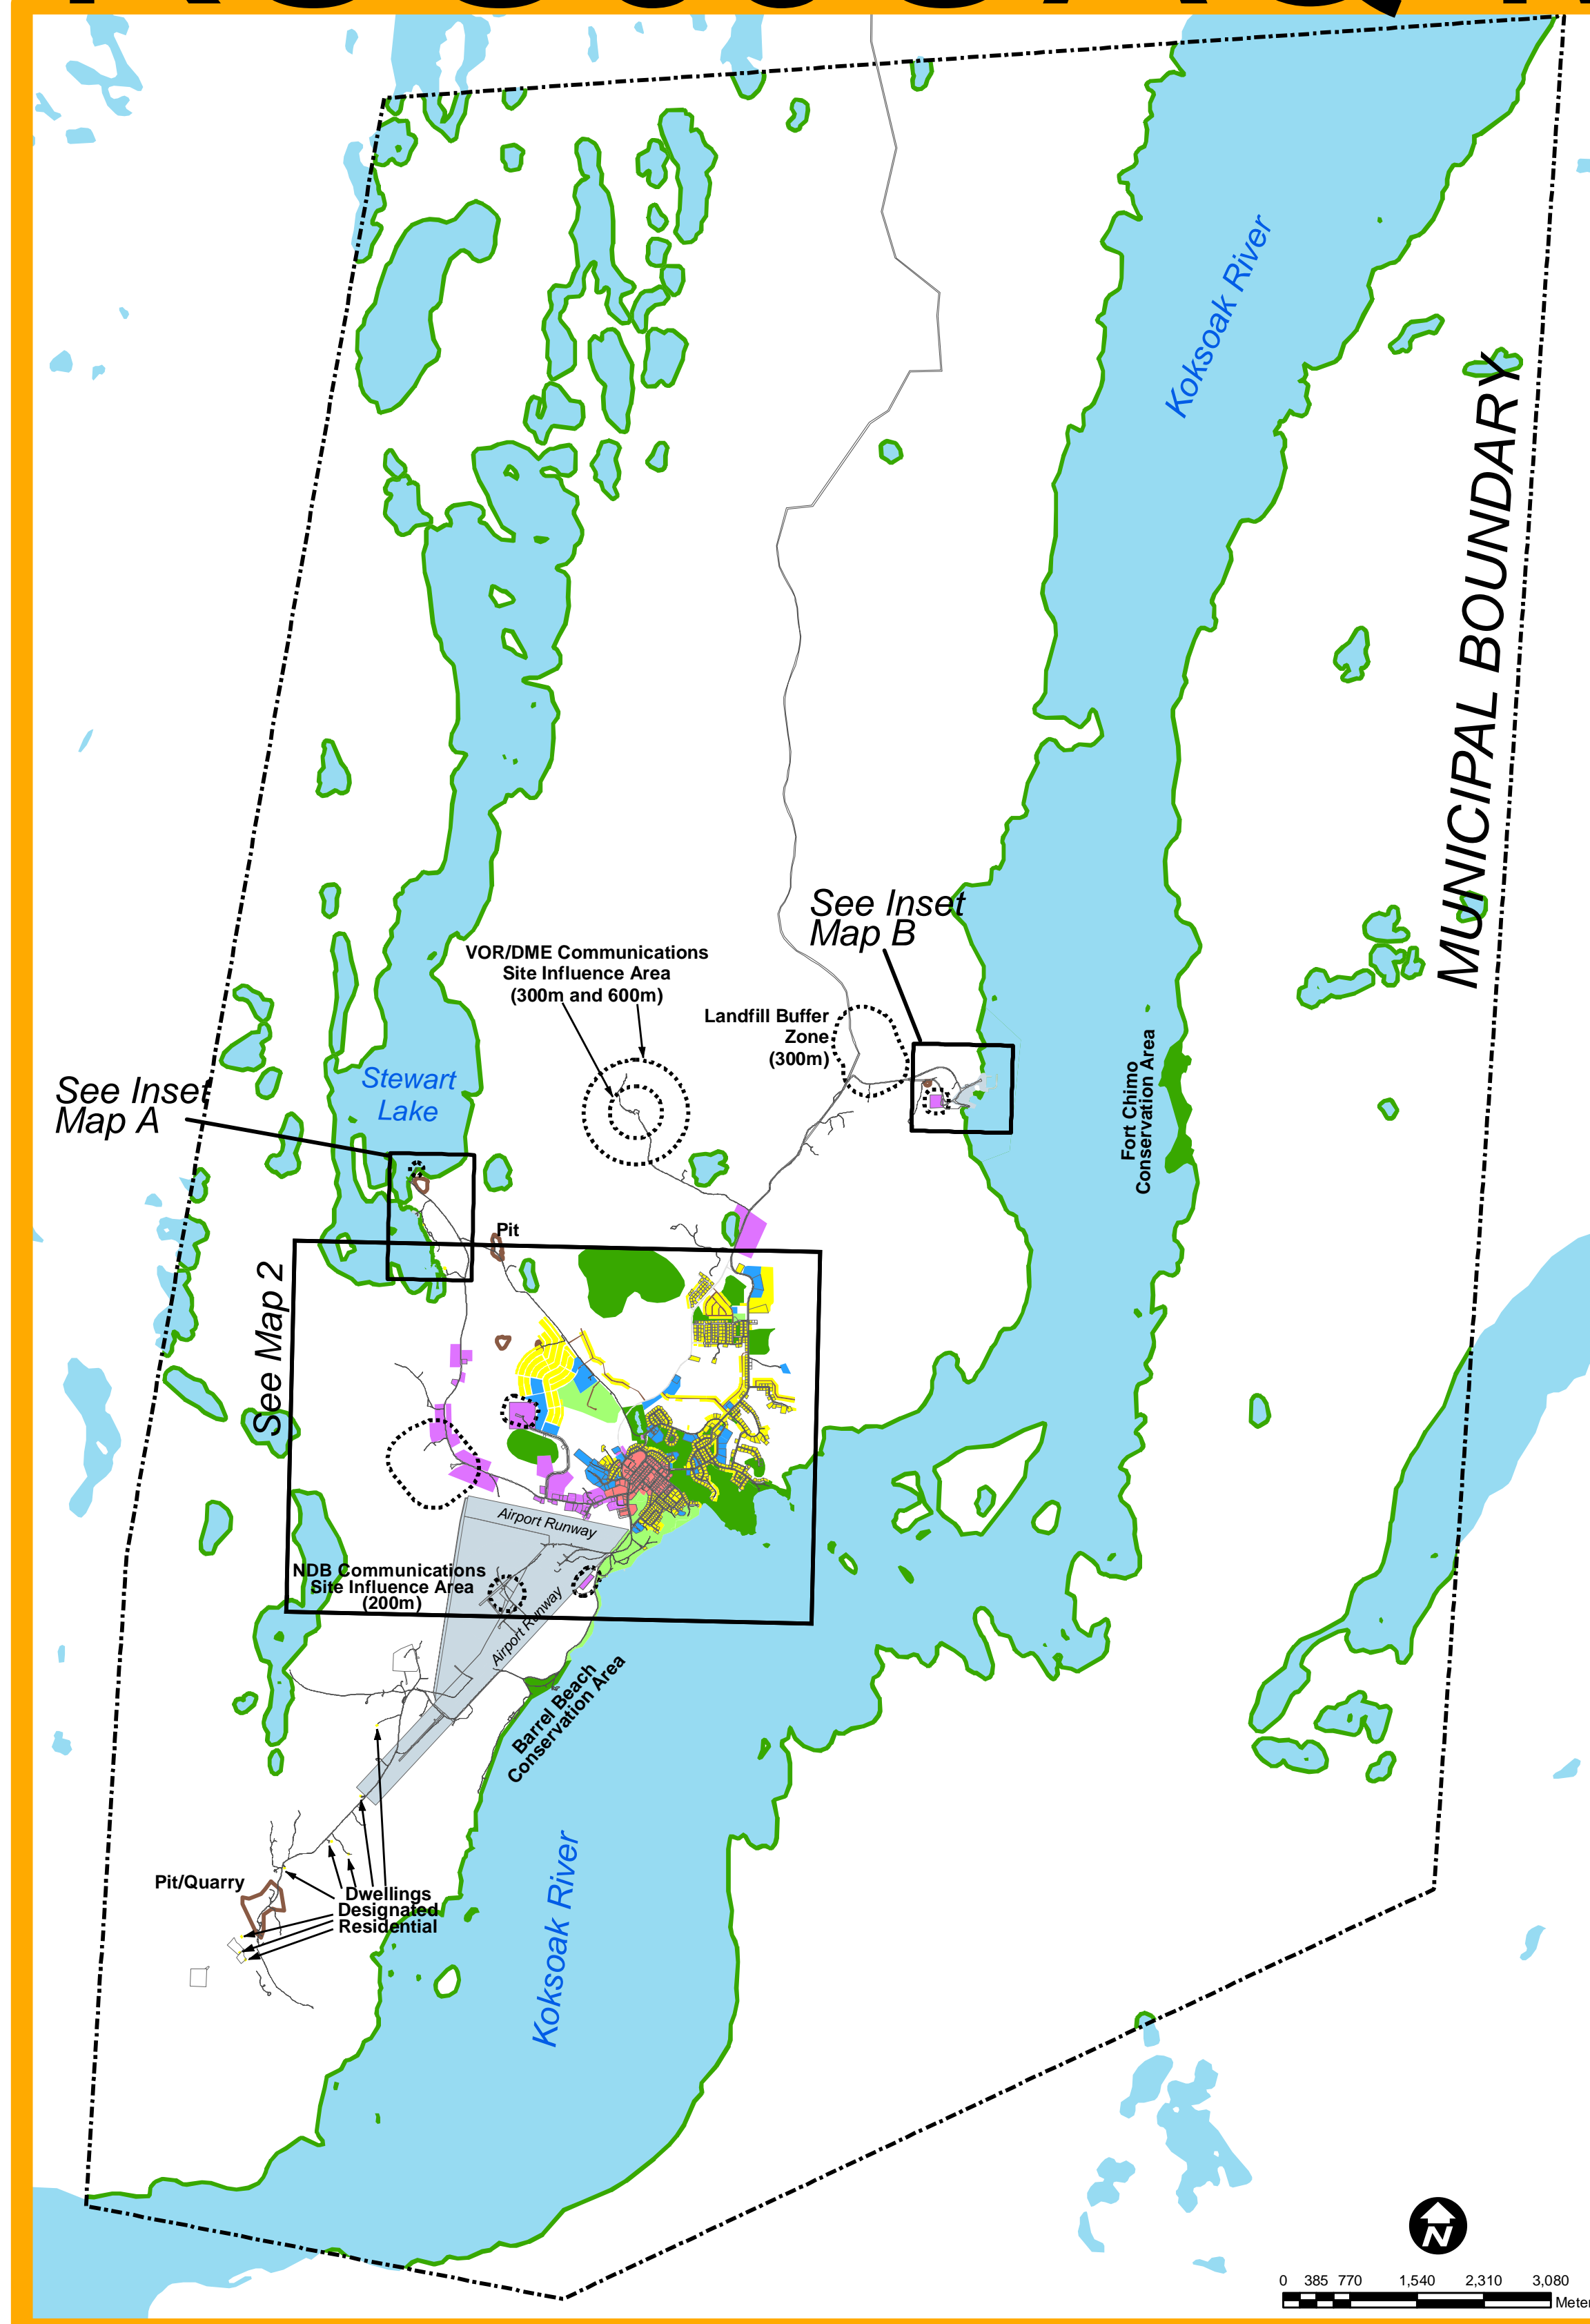 Koksoak River
MUNICIPAL BOUNDARY
See Inset
Map B
VOR/DME Communications
Site Influence Area
(300m and 600m)
Landfill Buffer
Zone
(300m)
Fort Chimo
Conservation Area
See Inset
Map A
Stewart
Lake
Pit
See Map 2
Airport Runway
NDB Communications
Site Influence Area
(200m)
Airport Runway
Barrel Beach
Conservation Area
Pit/Quarry
Dwellings
Designated
Residential
Koksoak River
N
0 385 770 1,540 2,310 3,080